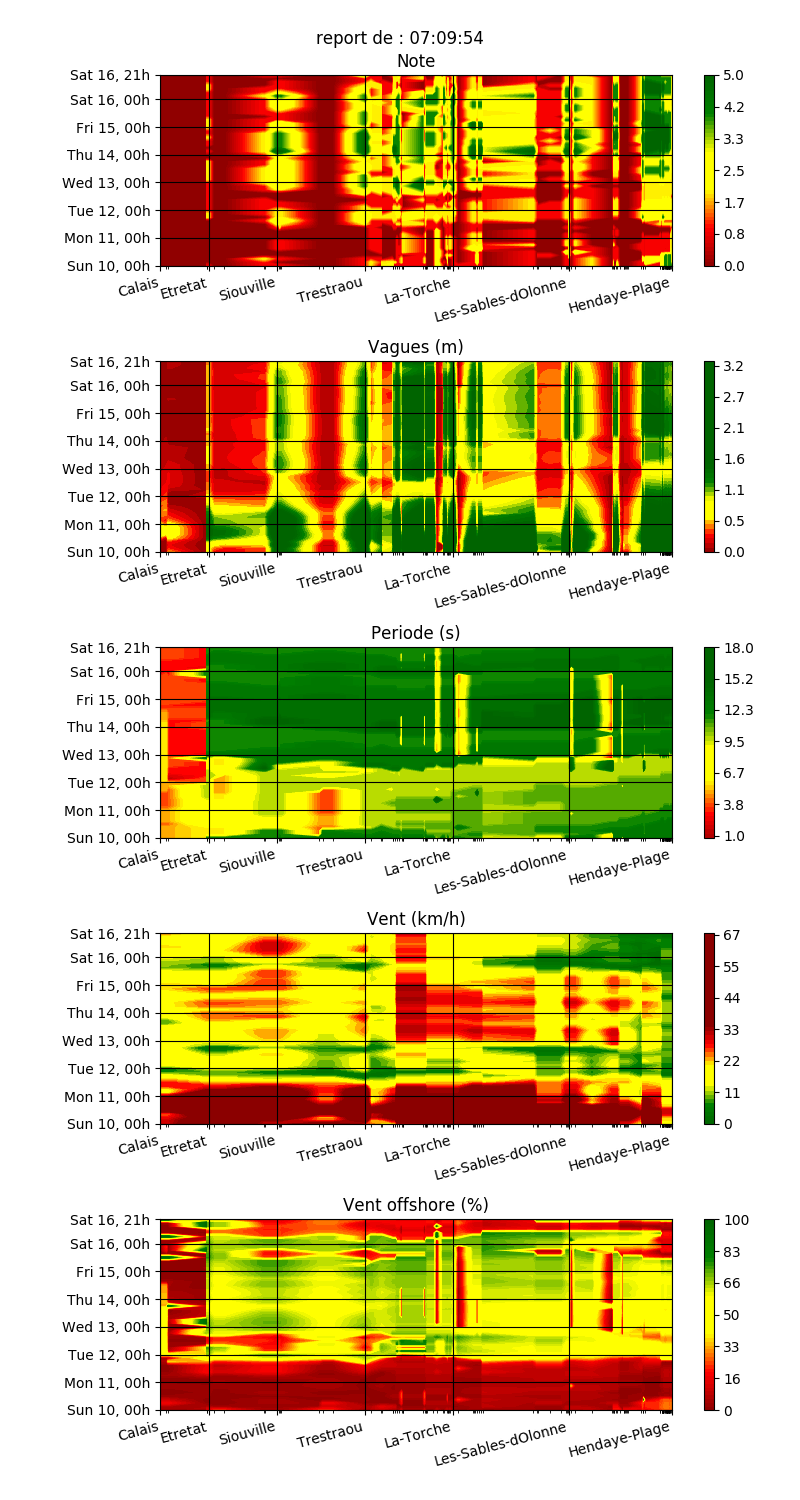 report de : 07:09:54
Note
Sat 16, 21h
Sat 16, 00h
Fri 15, 00h
Thu 14, 00h
Wed 13, 00h
Tue 12, 00h
Mon 11, 00h
Sun 10, 00h
5.0
4.2
3.3
2.5
1.7
0.8
0.0
Calais Etretat Siouville Trestraou La-Torche Les-Sables-dOlonne Hendaye-Plage
Vagues (m)
Sat 16, 21h
Sat 16, 00h
Fri 15, 00h
Thu 14, 00h
Wed 13, 00h
Tue 12, 00h
Mon 11, 00h
Sun 10, 00h
3.2
2.7
2.1
1.6
1.1
0.5
0.0
Calais Etretat Siouville Trestraou La-Torche Les-Sables-dOlonne Hendaye-Plage
Periode (s)
Sat 16, 21h
Sat 16, 00h
Fri 15, 00h
Thu 14, 00h
Wed 13, 00h
Tue 12, 00h
Mon 11, 00h
Sun 10, 00h
18.0
15.2
12.3
9.5
6.7
3.8
1.0
Calais Etretat Siouville Trestraou La-Torche Les-Sables-dOlonne Hendaye-Plage
Vent (km/h)
Sat 16, 21h
Sat 16, 00h
Fri 15, 00h
Thu 14, 00h
Wed 13, 00h
Tue 12, 00h
Mon 11, 00h
Sun 10, 00h
67
55
44
33
22
11
0
Calais Etretat Siouville Trestraou La-Torche Les-Sables-dOlonne Hendaye-Plage
Vent offshore (%)
Sat 16, 21h
Sat 16, 00h
Fri 15, 00h
Thu 14, 00h
Wed 13, 00h
Tue 12, 00h
Mon 11, 00h
Sun 10, 00h
100
83
66
50
33
16
0
Calais Etretat Siouville Trestraou La-Torche Les-Sables-dOlonne Hendaye-Plage